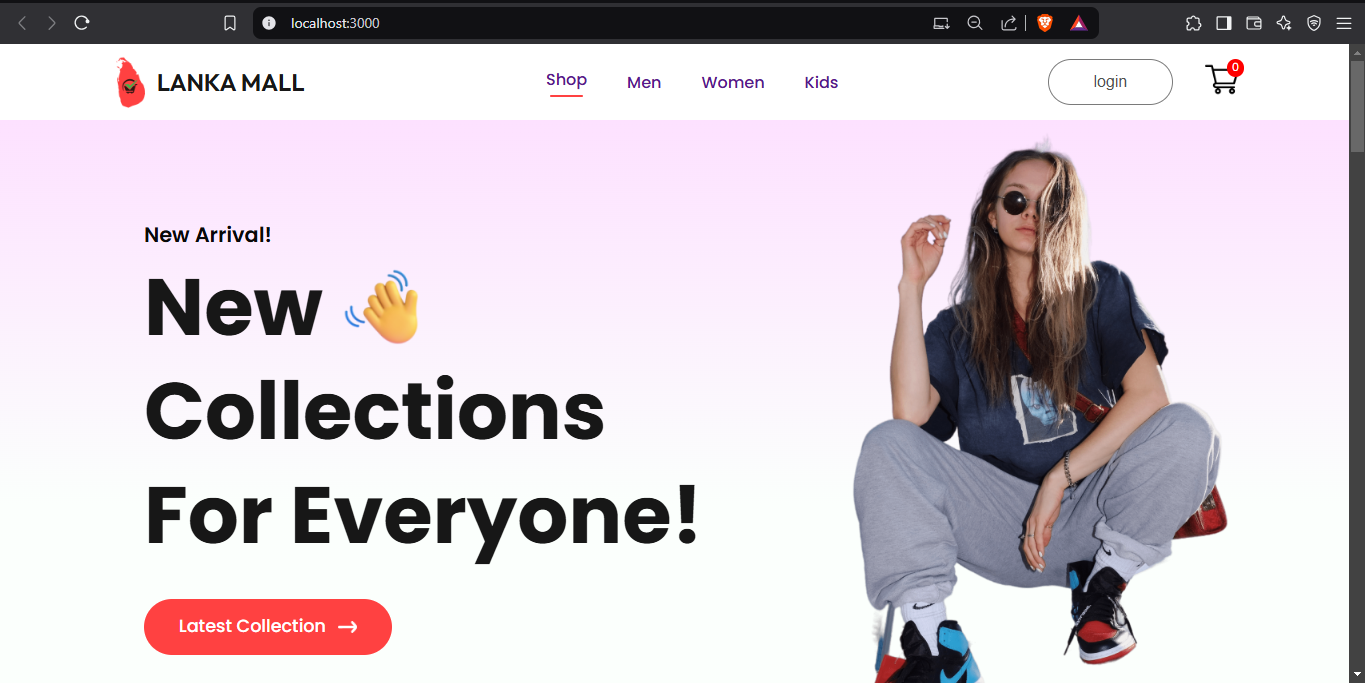 localhost:3000
LANKA MALL
Shop
Men
Women
Kids
login
0
New Arrival!
New 👋
Collections
For Everyone!
Latest Collection →